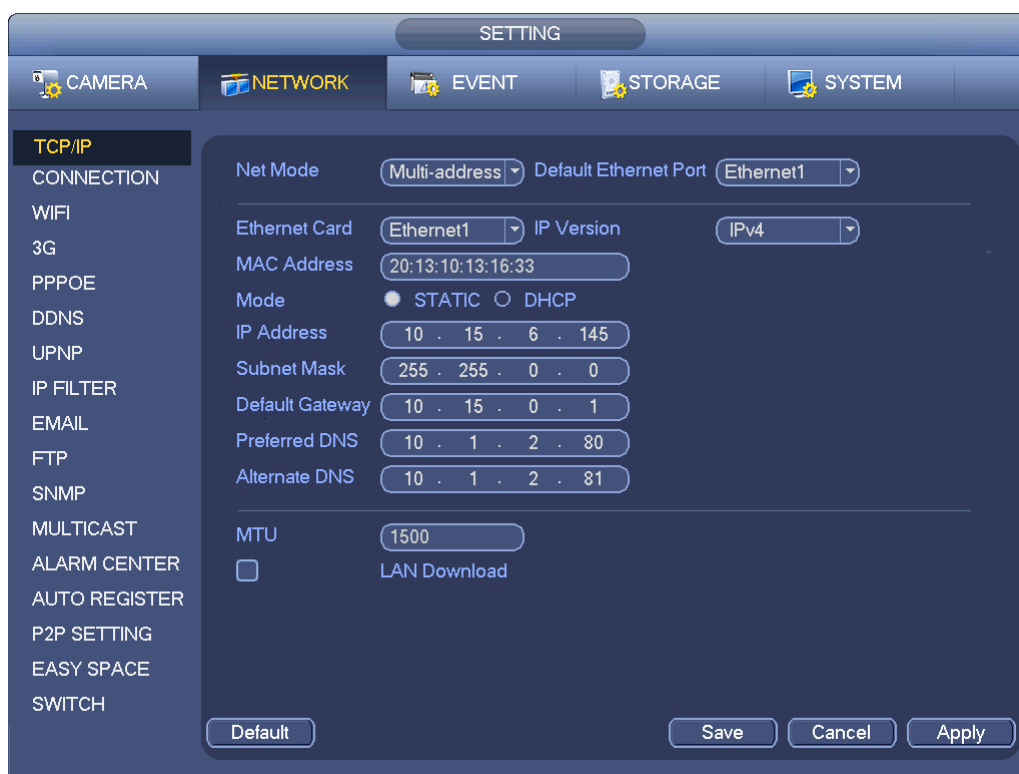 SETTING
CAMERA NETWORK EVENT STORAGE SYSTEM
TCP/IP
CONNECTION
WIFI
3G
PPPOE
DDNS
UPNP
IP FILTER
EMAIL
FTP
SNMP
MULTICAST
ALARM CENTER
AUTO REGISTER
P2P SETTING
EASY SPACE
SWITCH
Net Mode Multi-address Default Ethernet Port Ethernet1
Ethernet Card Ethernet1 IP Version IPv4
MAC Address 20:13:10:13:16:33
Mode STATIC DHCP
IP Address 10 . 15 . 6 . 145
Subnet Mask 255 . 255 . 0 . 0
Default Gateway 10 . 15 . 0 . 1
Preferred DNS 10 . 1 . 2 . 80
Alternate DNS 10 . 1 . 2 . 81
MTU 1500
LAN Download
Default Save Cancel Apply